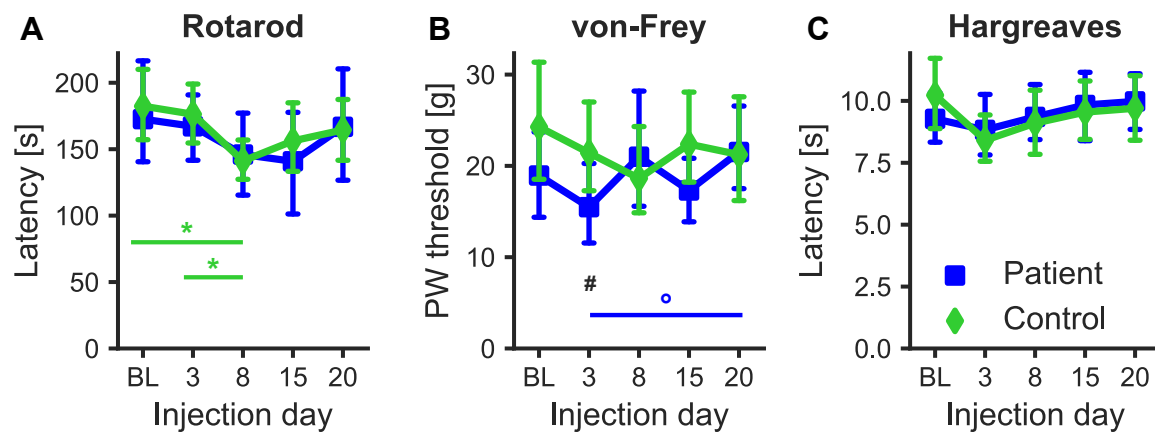 A
Rotarod
Latency [s]
200
150
100
50
0
*
*
BL 3 8 15 20
Injection day
B
von-Frey
PW threshold [g]
30
20
10
0
#
BL 3 8 15 20
Injection day
C
Hargreaves
Latency [s]
10.0
7.5
5.0
2.5
0.0
Patient
Control
BL 3 8 15 20
Injection day